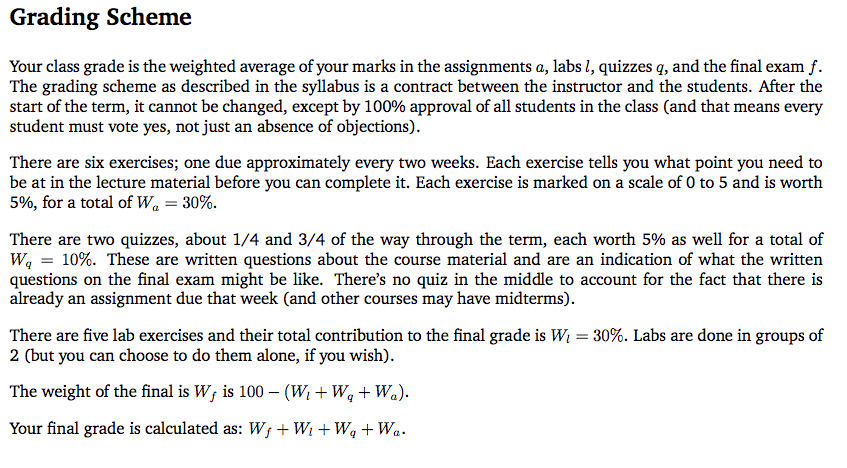 Grading Scheme
Your class grade is the weighted average of your marks in the assignments a, labs l, quizzes q, and the final exam f.
The grading scheme as described in the syllabus is a contract between the instructor and the students. After the
start of the term, it cannot be changed, except by 100% approval of all students in the class (and that means every
student must vote yes, not just an absence of objections).
There are six exercises; one due approximately every two weeks. Each exercise tells you what point you need to
be at in the lecture material before you can complete it. Each exercise is marked on a scale of 0 to 5 and is worth
5%, for a total of Wₐ = 30%.
There are two quizzes, about 1/4 and 3/4 of the way through the term, each worth 5% as well for a total of
W_q = 10%. These are written questions about the course material and are an indication of what the written
questions on the final exam might be like. There's no quiz in the middle to account for the fact that there is
already an assignment due that week (and other courses may have midterms).
There are five lab exercises and their total contribution to the final grade is W_l = 30%. Labs are done in groups of
2 (but you can choose to do them alone, if you wish).
The weight of the final is W_f is 100 − (W_l + W_q + W_a).
Your final grade is calculated as: W_f + W_l + W_q + W_a.